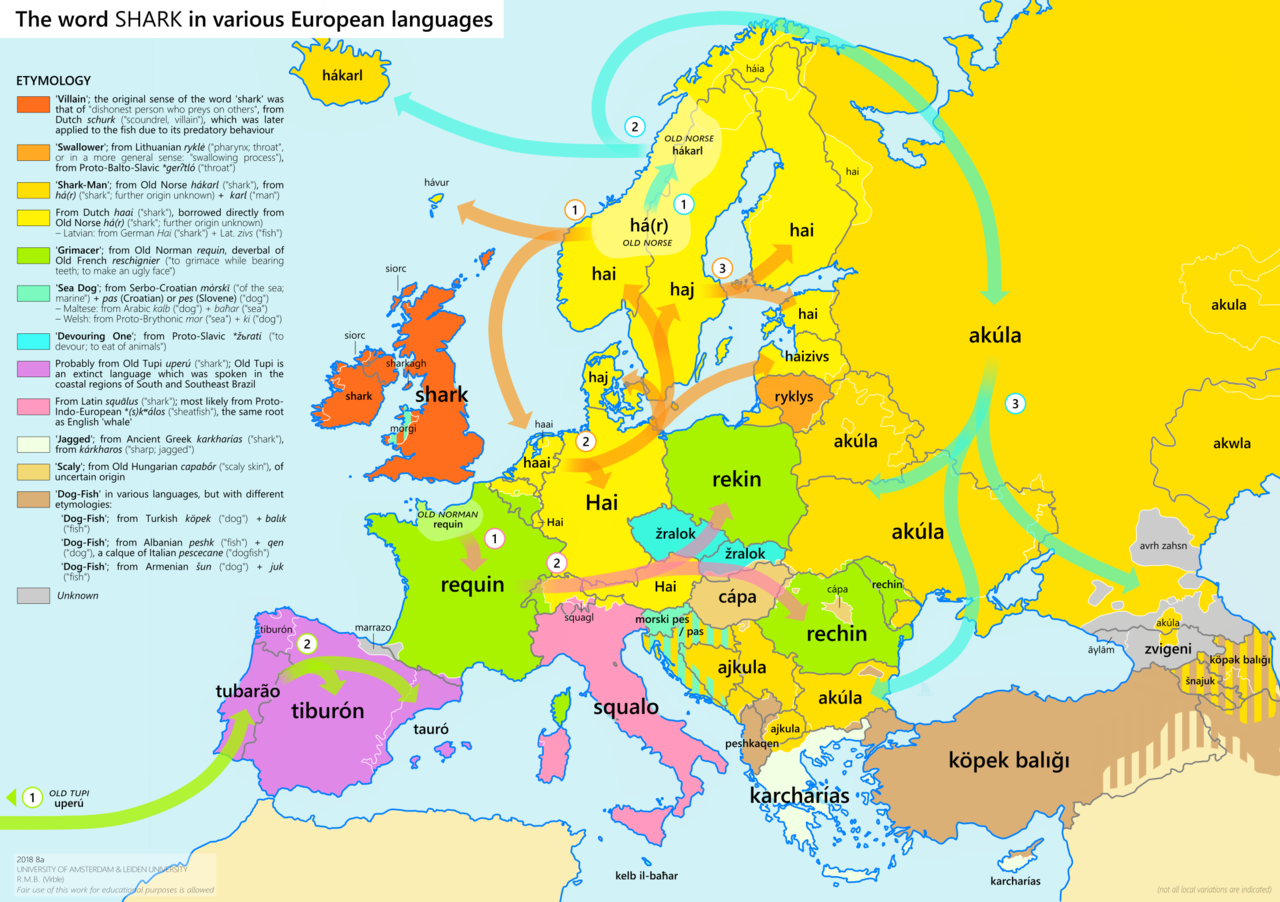 The word SHARK in various European languages
ETYMOLOGY
'Villain'; the original sense of the word 'shark' was
that of "dishonest person who preys on others", from
Dutch schurk ("scoundrel, villain"), which was later
applied to the fish due to its predatory behaviour
'Swallower'; from Lithuanian ryklė ("pharynx; throat",
or in a more general sense: "swallowing process"),
from Proto-Balto-Slavic *gerʔtló ("throat")
'Shark-Man'; from Old Norse hákarl ("shark"), from
há(r) ("shark"; further origin unknown) + karl ("man")
From Dutch haai ("shark"), borrowed directly from
Old Norse há(r) ("shark"; further origin unknown)
– Latvian: from German Hai ("shark") + Lat. zivs ("fish")
'Grimacer'; from Old Norman requin, deverbal of
Old French reschignier ("to grimace while bearing
teeth; to make an ugly face")
'Sea Dog'; from Serbo-Croatian mȯrskī ("of the sea;
marine") + pas (Croatian) or pes (Slovene) ("dog")
– Maltese: from Arabic kalb ("dog") + baħar ("sea")
– Welsh: from Proto-Brythonic mor ("sea") + ki ("dog")
'Devouring One'; from Proto-Slavic *žьrati ("to
devour; to eat of animals")
Probably from Old Tupi uperú ("shark"); Old Tupi is
an extinct language which was spoken in the
coastal regions of South and Southeast Brazil
From Latin squālus ("shark"); most likely from Proto-
Indo-European *(s)kʷálos ("sheatfish"), the same root
as English 'whale'
'Jagged'; from Ancient Greek karkharías ("shark"),
from kárkharos ("sharp; jagged")
'Scaly'; from Old Hungarian capabőr ("scaly skin"), of
uncertain origin
'Dog-Fish' in various languages, but with different
etymologies:
'Dog-Fish'; from Turkish köpek ("dog") + balık
("fish")
'Dog-Fish'; from Albanian peshk ("fish") + qen
("dog"), a calque of Italian pescecane ("dogfish")
'Dog-Fish'; from Armenian šun ("dog") + juk
("fish")
Unknown
hákarl
háia
2
OLD NORSE
hákarl
hai
hávur
1
1
há(r)
OLD NORSE
hai
siorc
hai
haj
3
hai
akula
siorc
akúla
sharkagh
haj
haizivs
shark
shark
ryklys
3
morgi
haai
2
haai
akúla
akwla
rekin
Hai
OLD NORMAN
requin
Hai
žralok
akúla
1
avrh zahsn
2
žralok
requin
Hai
cápa
rechin
cápa
squagl
morski pes
/ pas
akúla
tiburón
marrazo
rechin
äylâm
zvigeni
2
köpək balığı
ajkula
šnajuk
tubarão
akúla
tiburón
squalo
tauró
ajkula
peshkaqen
köpek balığı
1
OLD TUPI
uperú
karcharías
2018 8a
UNIVERSITY OF AMSTERDAM & LEIDEN UNIVERSITY
R.M.B. (Virble)
Fair use of this work for educational purposes is allowed
kelb il-baħar
karcharías
(not all local variations are indicated)